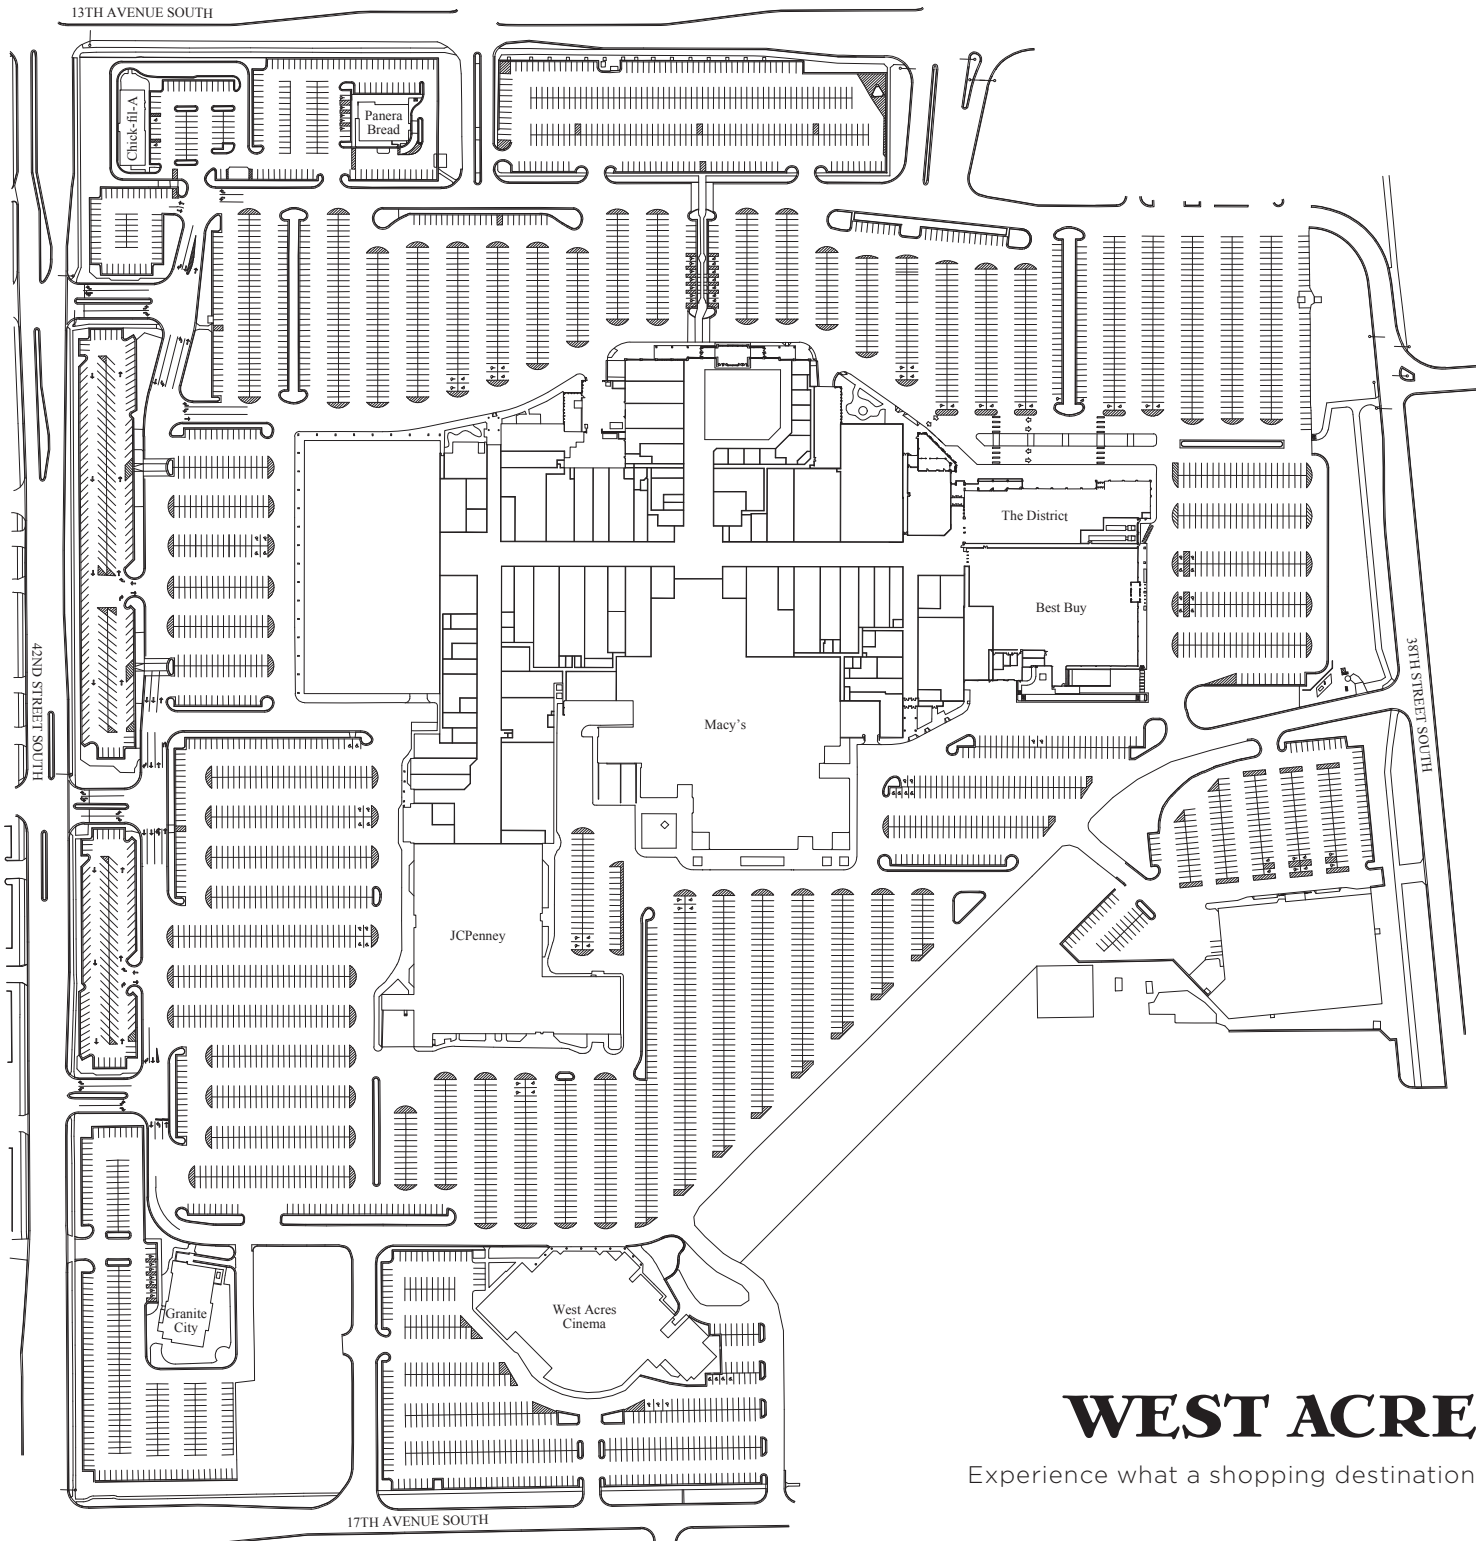 13TH AVENUE SOUTH
Chick-fil-A
Panera
Bread
The District
Best Buy
42ND STREET SOUTH
38TH STREET SOUTH
Macy's
JCPenney
Granite
City
West Acres
Cinema
WEST ACRE
Experience what a shopping destination
17TH AVENUE SOUTH